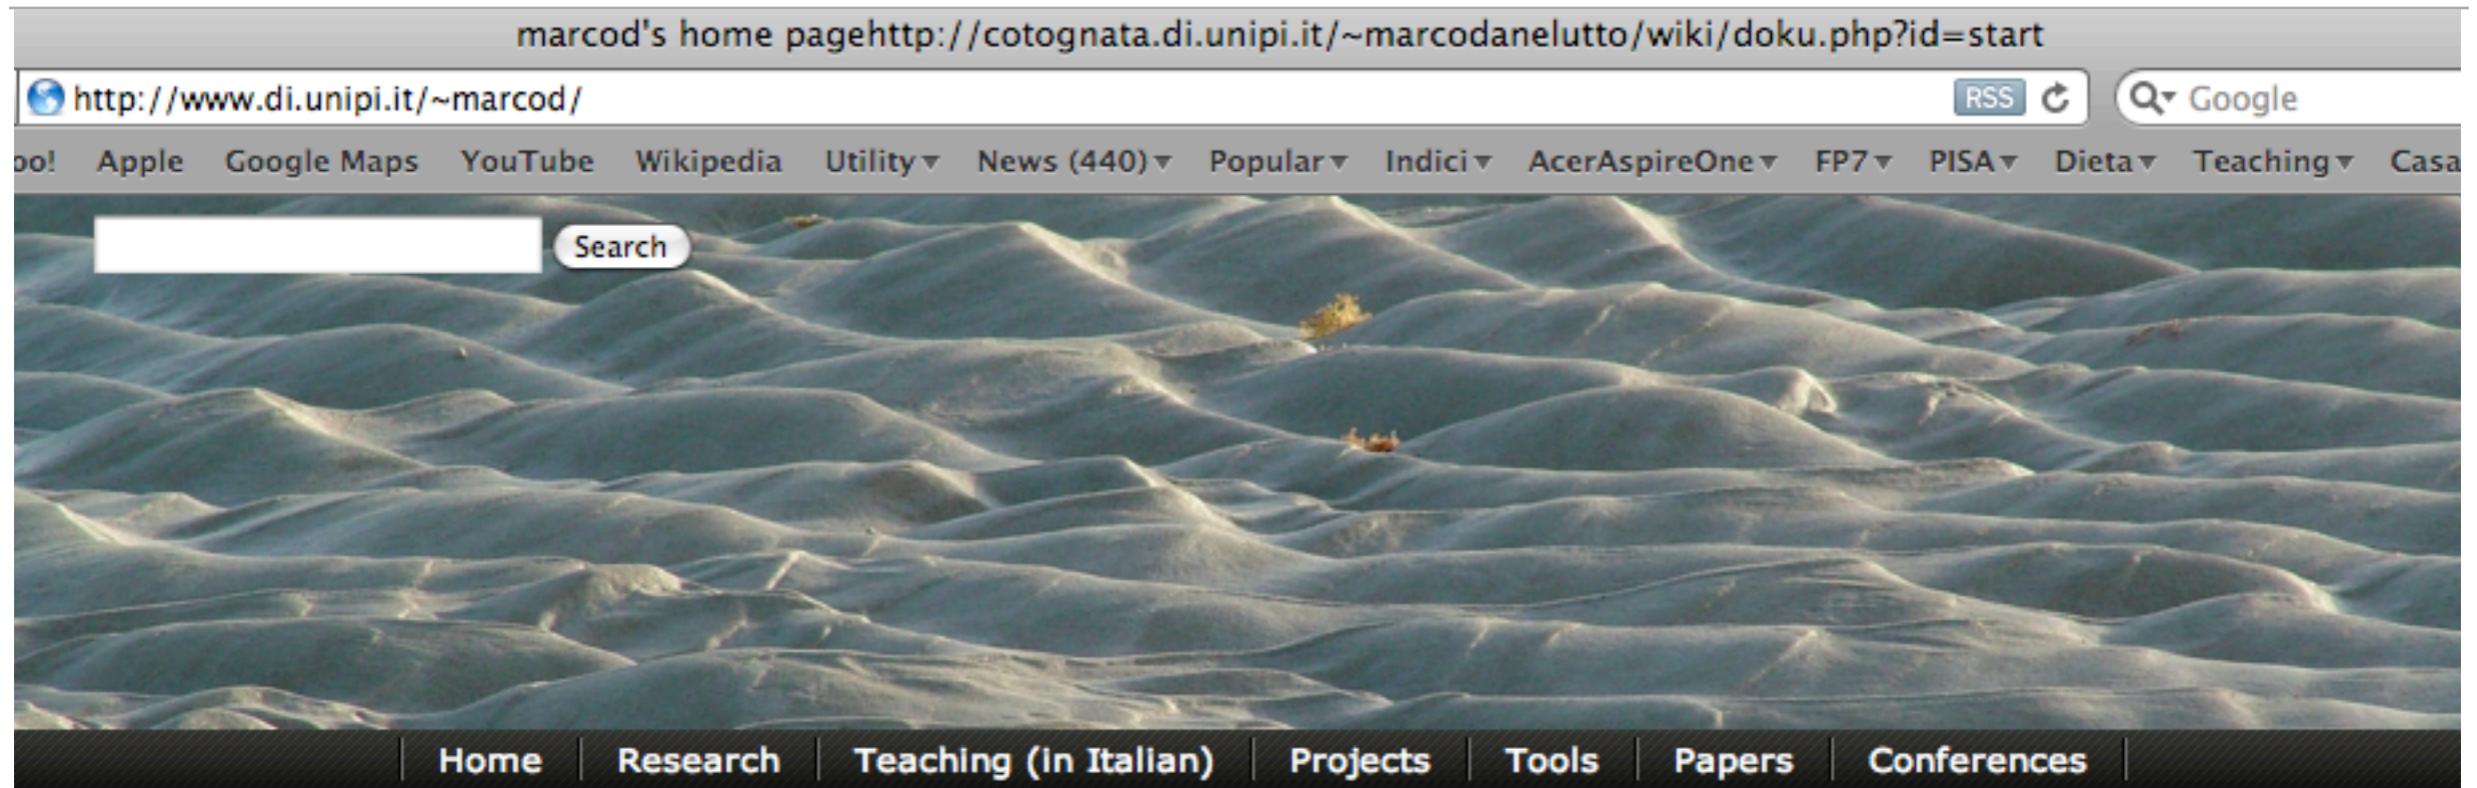 marcod's home pagehttp://cotognata.di.unipi.it/~marcodanelutto/wiki/doku.php?id=start
http://www.di.unipi.it/~marcod/ RSS Google
oo! Apple Google Maps YouTube Wikipedia Utility News (440) Popular Indici AcerAspireOne FP7 PISA Dieta Teaching Casa
Search
Home Research Teaching (in Italian) Projects Tools Papers Conferences